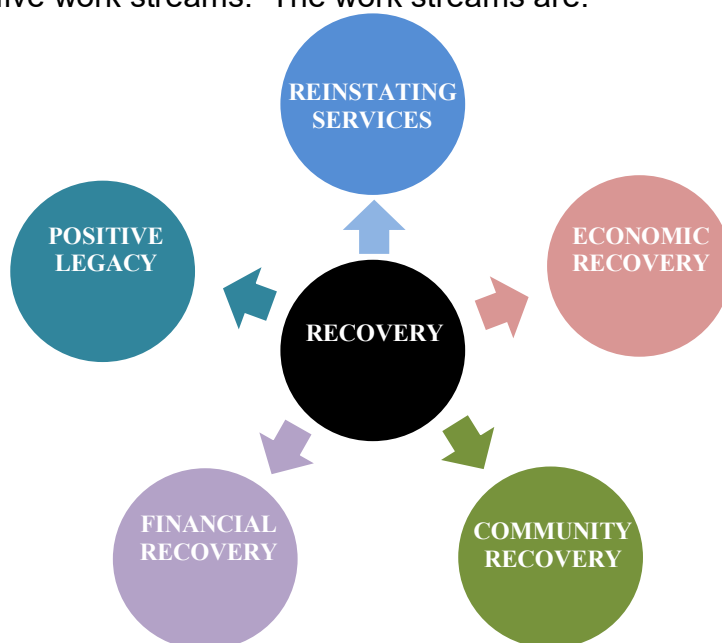 five work streams. The work streams are:
REINSTATING
SERVICES
POSITIVE
LEGACY
ECONOMIC
RECOVERY
RECOVERY
FINANCIAL
RECOVERY
COMMUNITY
RECOVERY